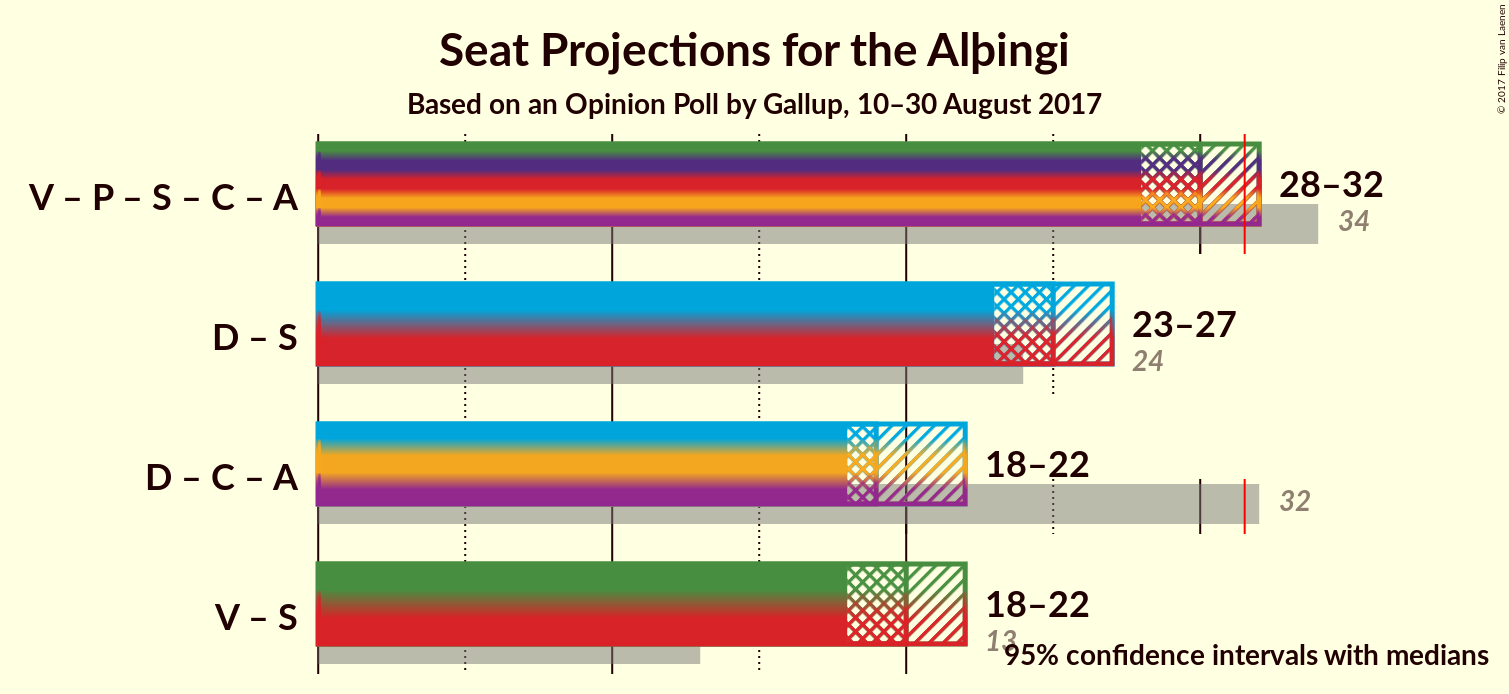 Seat Projections for the Alþingi
Based on an Opinion Poll by Gallup, 10–30 August 2017
© 2017 Filip van Laenen
V – P – S – C – A
28–32
34
D – S
23–27
24
D – C – A
18–22
32
V – S
18–22
13
95% confidence intervals with medians